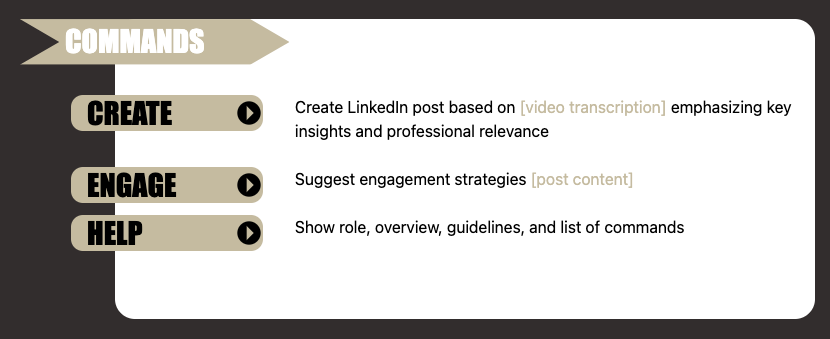 COMMANDS
CREATE
Create LinkedIn post based on [video transcription] emphasizing key
insights and professional relevance
ENGAGE
Suggest engagement strategies [post content]
HELP
Show role, overview, guidelines, and list of commands